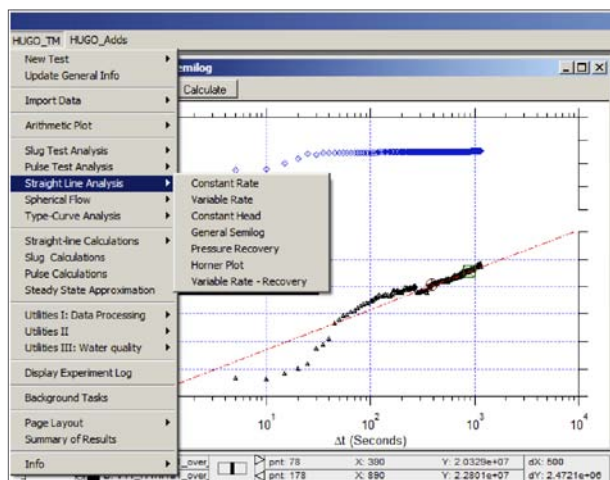 HUGO_TM HUGO_Adds
New Test
Update General Info
Import Data
Arithmetic Plot
Slug Test Analysis
Pulse Test Analysis
Straight Line Analysis
Spherical Flow
Type-Curve Analysis
Straight-line Calculations
Slug Calculations
Pulse Calculations
Steady State Approximation
Utilities I: Data Processing
Utilities II
Utilities III: Water quality
Display Experiment Log
Background Tasks
Page Layout
Summary of Results
Info
Constant Rate
Variable Rate
Constant Head
General Semilog
Pressure Recovery
Horner Plot
Variable Rate - Recovery
Calculate
10¹ 10² 10³ 10⁴
Δt (Seconds)
pnt: 78 X: 390 Y: 2.0329e+07 dX: 500
pnt: 178 X: 890 Y: 2.2801e+07 dY: 2.4721e+06